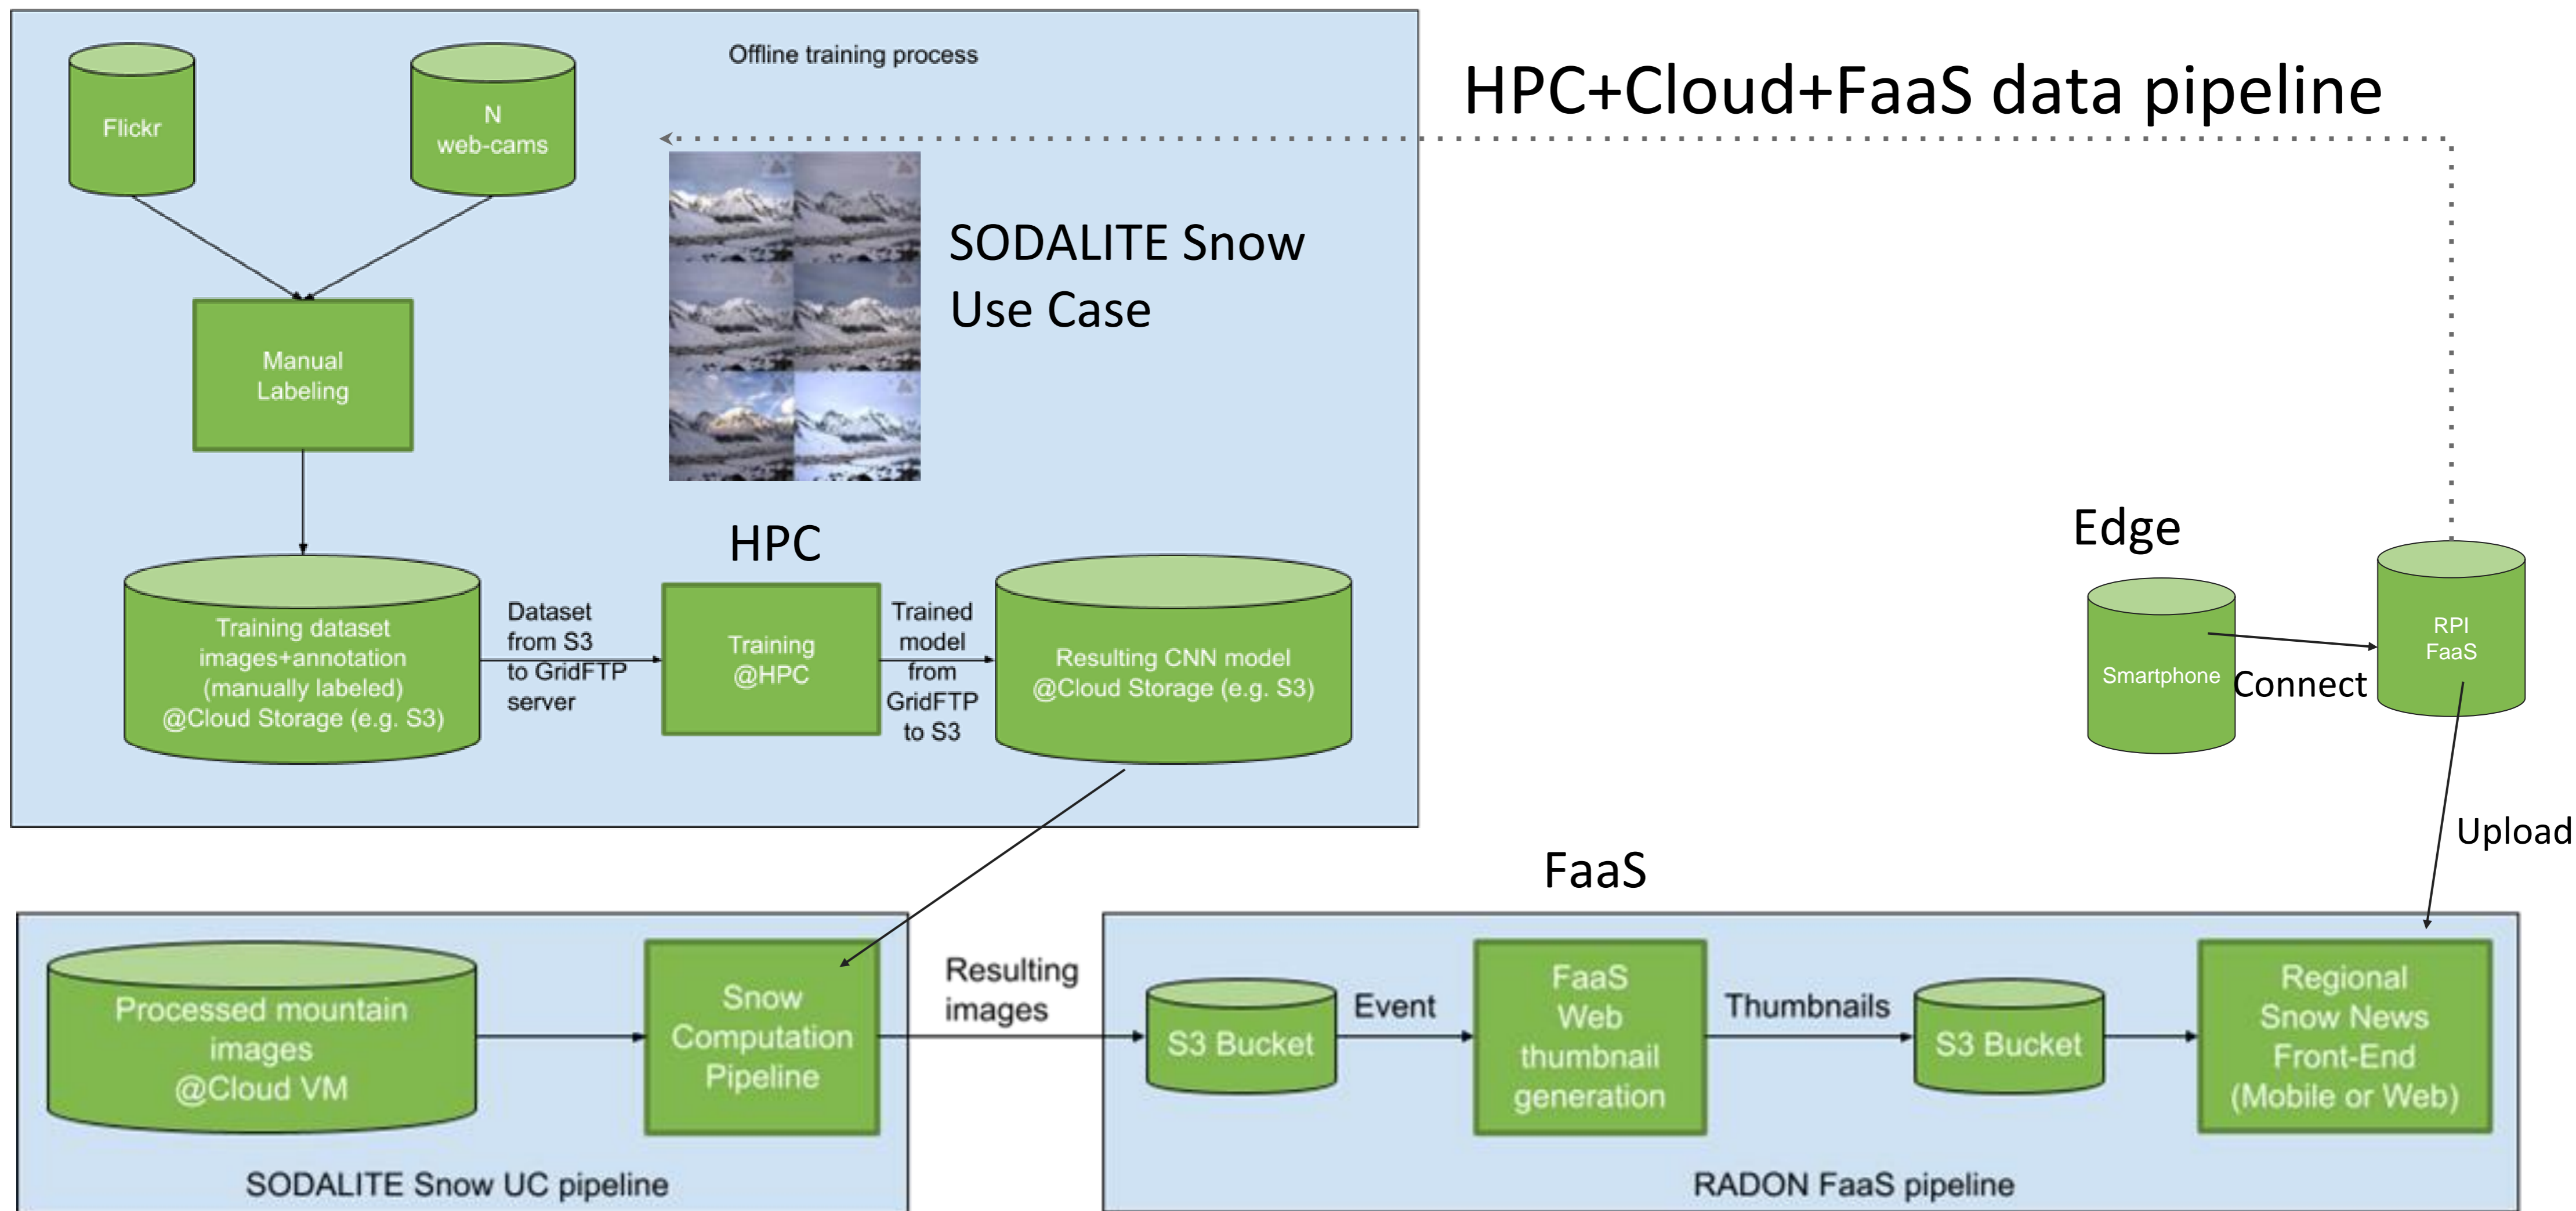 Offline training process
HPC+Cloud+FaaS data pipeline
Flickr
N
web-cams
SODALITE Snow
Use Case
Manual
Labeling
HPC
Training dataset
images+annotation
(manually labeled)
@Cloud Storage (e.g. S3)
Dataset
from S3
to GridFTP
server
Training
@HPC
Trained
model
from
GridFTP
to S3
Resulting CNN model
@Cloud Storage (e.g. S3)
Edge
Smartphone
Connect
RPI
FaaS
Upload
FaaS
Processed mountain
images
@Cloud VM
Snow
Computation
Pipeline
SODALITE Snow UC pipeline
Resulting
images
S3 Bucket
Event
FaaS
Web
thumbnail
generation
Thumbnails
S3 Bucket
Regional
Snow News
Front-End
(Mobile or Web)
RADON FaaS pipeline